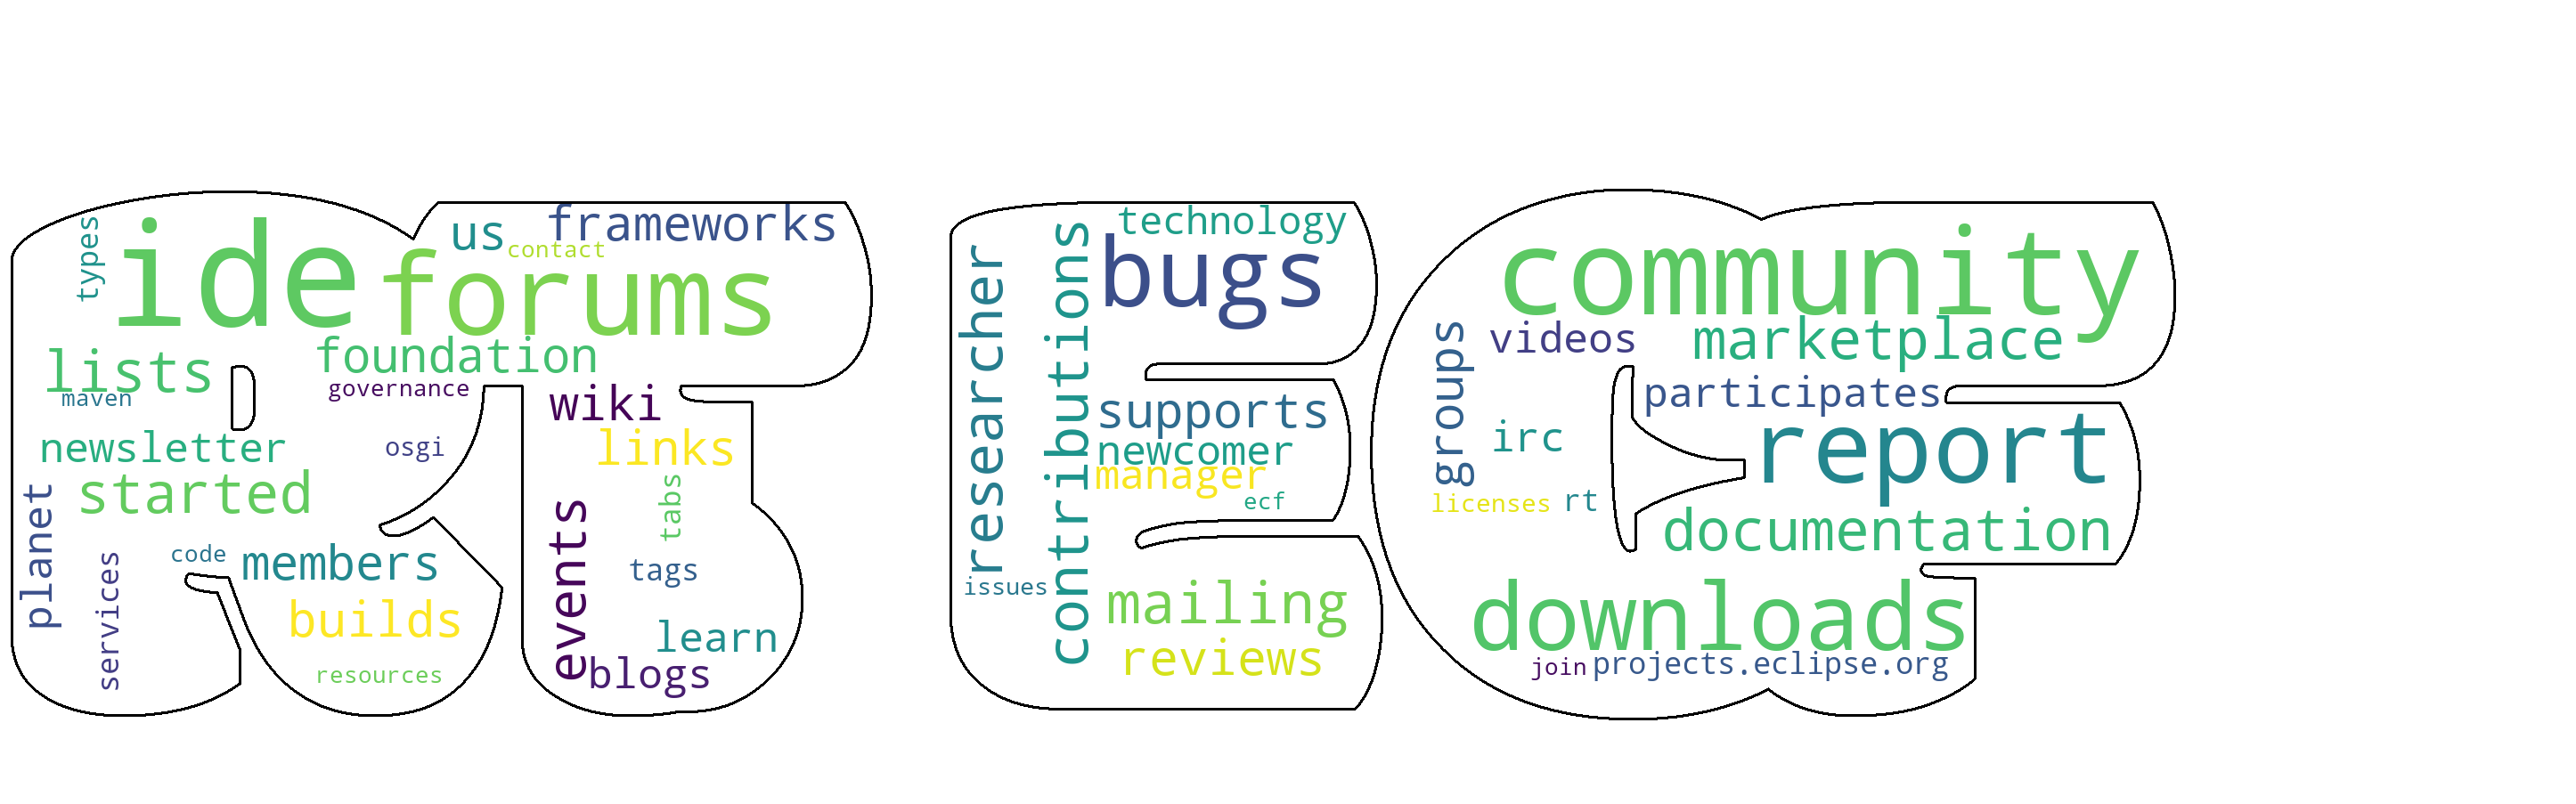 types
ide
us
frameworks
contact
forums
lists
foundation
maven
governance
wiki
newsletter
osgi
links
started
planet
services
code
members
builds
resources
events
tabs
tags
learn
blogs
researcher
contributions
technology
bugs
supports
newcomer
manager
ecf
issues
mailing
reviews
community
groups
videos
marketplace
participates
irc
report
licenses
rt
documentation
downloads
join
projects.eclipse.org